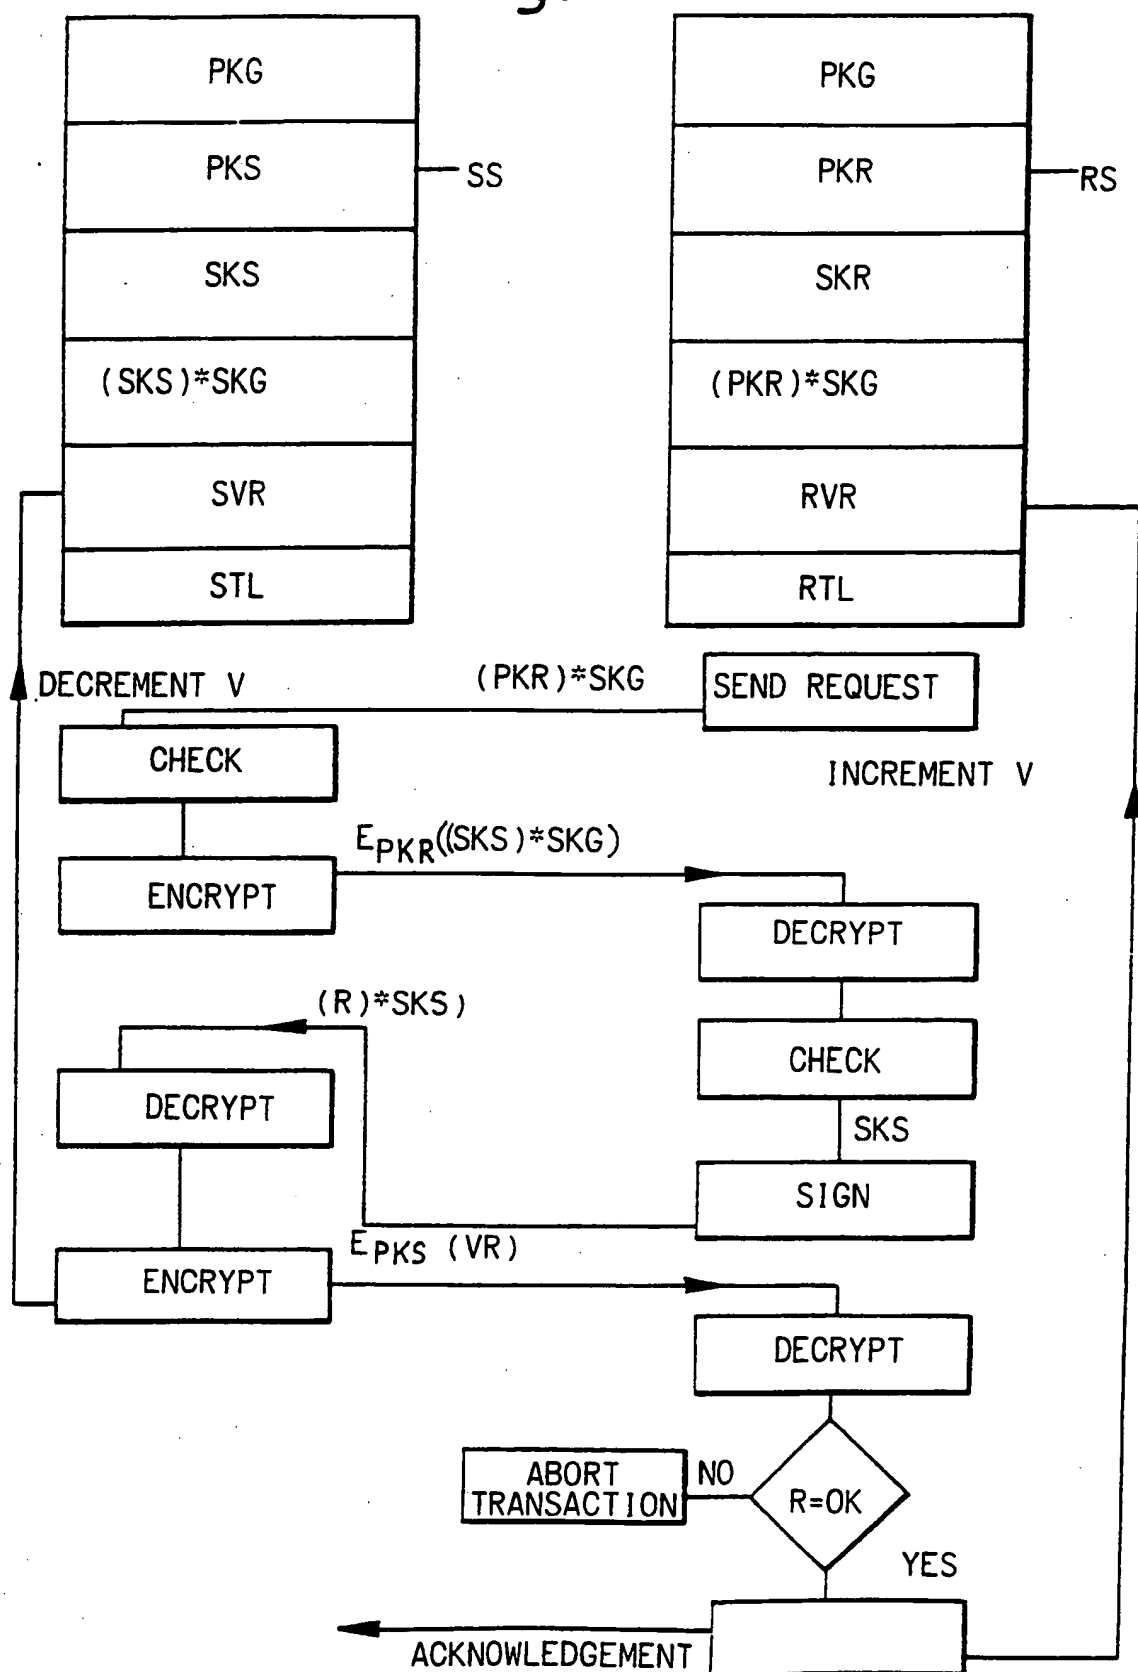 PKG
PKS
SS
SKS
(SKS)*SKG
SVR
STL
PKG
PKR
RS
SKR
(PKR)*SKG
RVR
RTL
DECREMENT V
(PKR)*SKG
SEND REQUEST
CHECK
INCREMENT V
EPKR((SKS)*SKG)
ENCRYPT
DECRYPT
(R)*SKS)
CHECK
DECRYPT
SKS
SIGN
EPKS (VR)
ENCRYPT
DECRYPT
ABORT
TRANSACTION
NO
R=OK
YES
ACKNOWLEDGEMENT